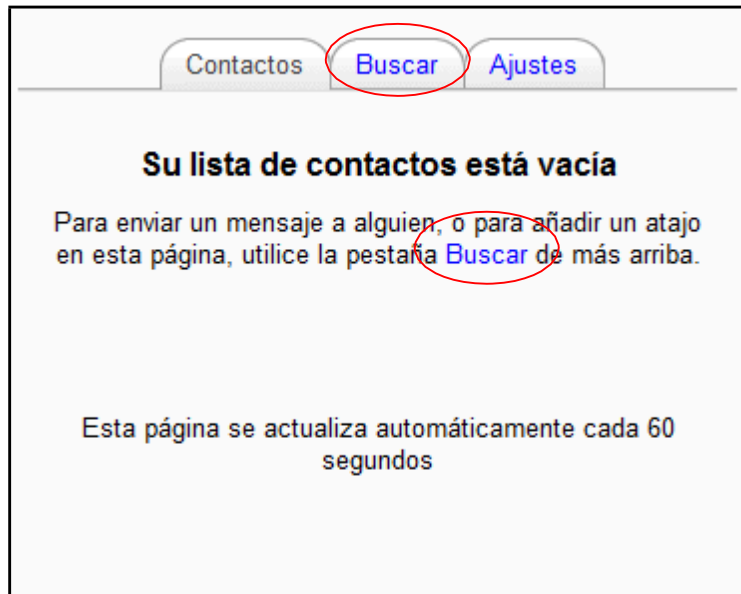 Contactos Buscar Ajustes
Su lista de contactos está vacía
Para enviar un mensaje a alguien, o para añadir un atajo
en esta página, utilice la pestaña Buscar de más arriba.
Esta página se actualiza automáticamente cada 60
segundos